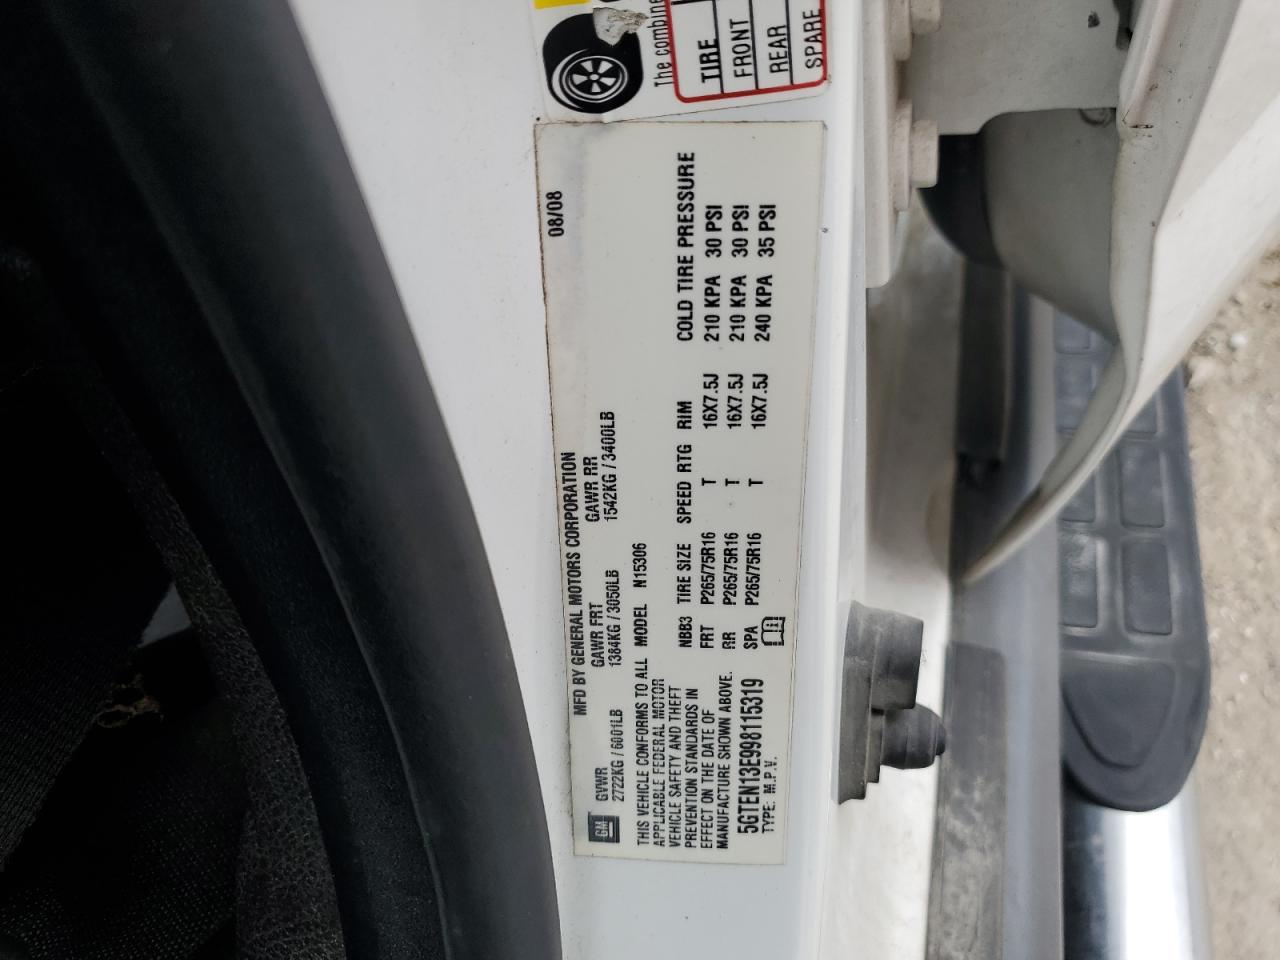 08/08
MFD BY GENERAL MOTORS CORPORATION
GM
GVWR GAWR FRT GAWR RR
2722KG / 6001LB 1384KG / 3050LB 1542KG / 3400LB
THIS VEHICLE CONFORMS TO ALL
APPLICABLE FEDERAL MOTOR
VEHICLE SAFETY AND THEFT
PREVENTION STANDARDS IN
EFFECT ON THE DATE OF
MANUFACTURE SHOWN ABOVE.
5GTEN13E998115319
TYPE: M.P.V.
MODEL N15306
NBB3 TIRE SIZE SPEED RTG RIM COLD TIRE PRESSURE
FRT P265/75R16 T 16X7.5J 210 KPA 30 PSI
RR P265/75R16 T 16X7.5J 210 KPA 30 PSI
SPA P265/75R16 T 16X7.5J 240 KPA 35 PSI
The combine
TIRE
FRONT
REAR
SPARE